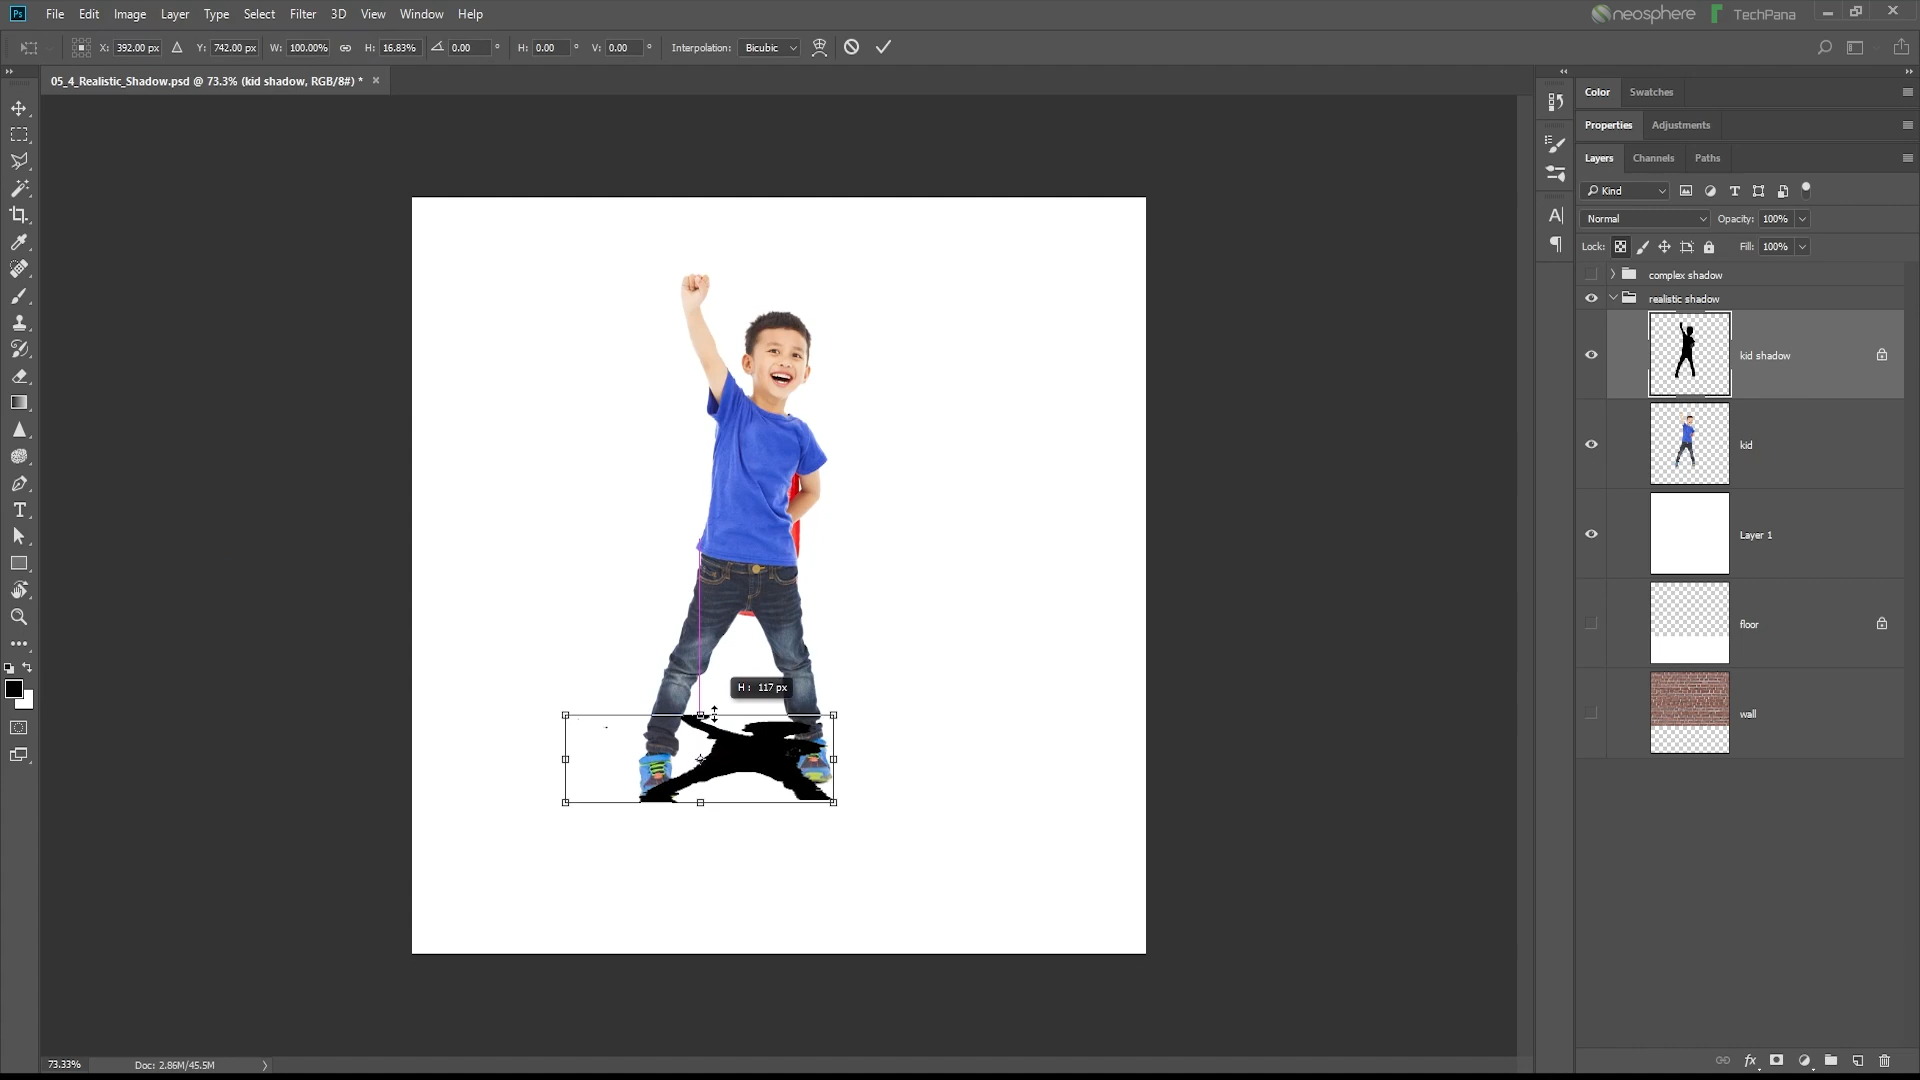 Ps File Edit Image Layer Type Select Filter 3D View Window Help neosphere TechPana
X: 392.00 px Y: 742.00 px W: 100.00% H: 16.83% 0.00 ° H: 0.00 ° V: 0.00 ° Interpolation: Bicubic
05_4_Realistic_Shadow.psd @ 73.3% (kid shadow, RGB/8#) * ×
Color Swatches
Properties Adjustments
Layers Channels Paths
Kind
Normal Opacity: 100%
Lock: Fill: 100%
complex shadow
realistic shadow
kid shadow
kid
Layer 1
floor
wall
H : 117 px
73.33% Doc: 2.86M/45.5M